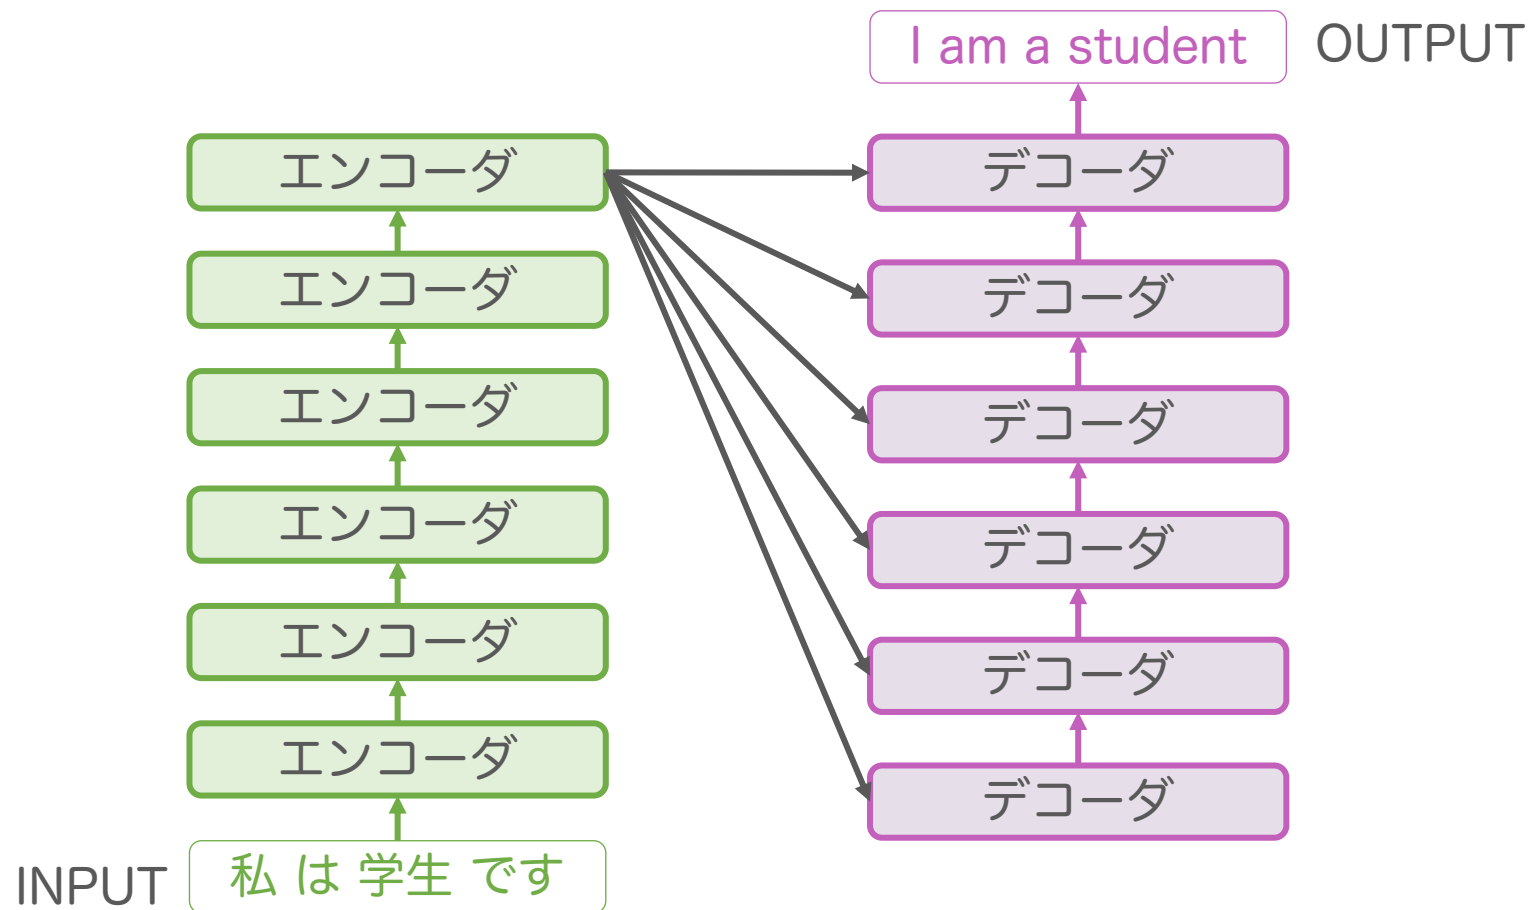 I am a student
OUTPUT
エンコーダ
デコーダ
エンコーダ
デコーダ
エンコーダ
デコーダ
エンコーダ
デコーダ
エンコーダ
デコーダ
エンコーダ
デコーダ
INPUT
私 は 学生 です